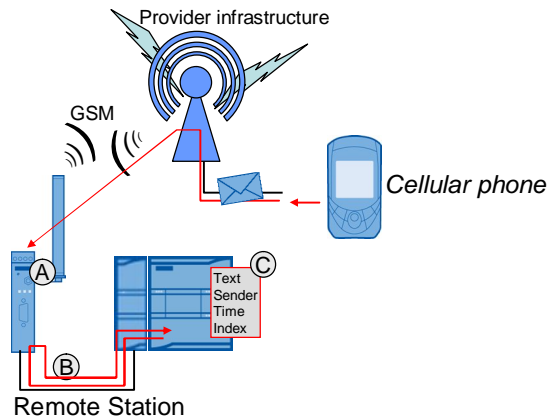 Provider infrastructure
GSM
Cellular phone
A
C
Text
Sender
Time
Index
B
Remote Station